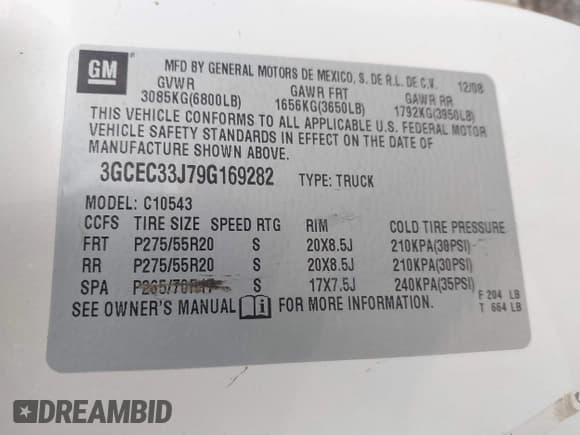 GM
MFD BY GENERAL MOTORS DE MEXICO, S. DE R.L. DE C.V. 12/08
GVWR GAWR FRT GAWR RR
3085KG(6800LB) 1656KG(3650LB) 1792KG(3950LB)
THIS VEHICLE CONFORMS TO ALL APPLICABLE U.S. FEDERAL MOTOR
VEHICLE SAFETY STANDARDS IN EFFECT ON THE DATE OF
MANUFACTURE SHOWN ABOVE.
3GCEC33J79G169282 TYPE: TRUCK
MODEL: C10543
CCFS TIRE SIZE SPEED RTG RIM COLD TIRE PRESSURE
FRT P275/55R20 S 20X8.5J 210KPA(30PSI)
RR P275/55R20 S 20X8.5J 210KPA(30PSI)
SPA P265/70R17 S 17X7.5J 240KPA(35PSI)
SEE OWNER'S MANUAL i FOR MORE INFORMATION.
F 204 LB
T 664 LB
DREAMBID